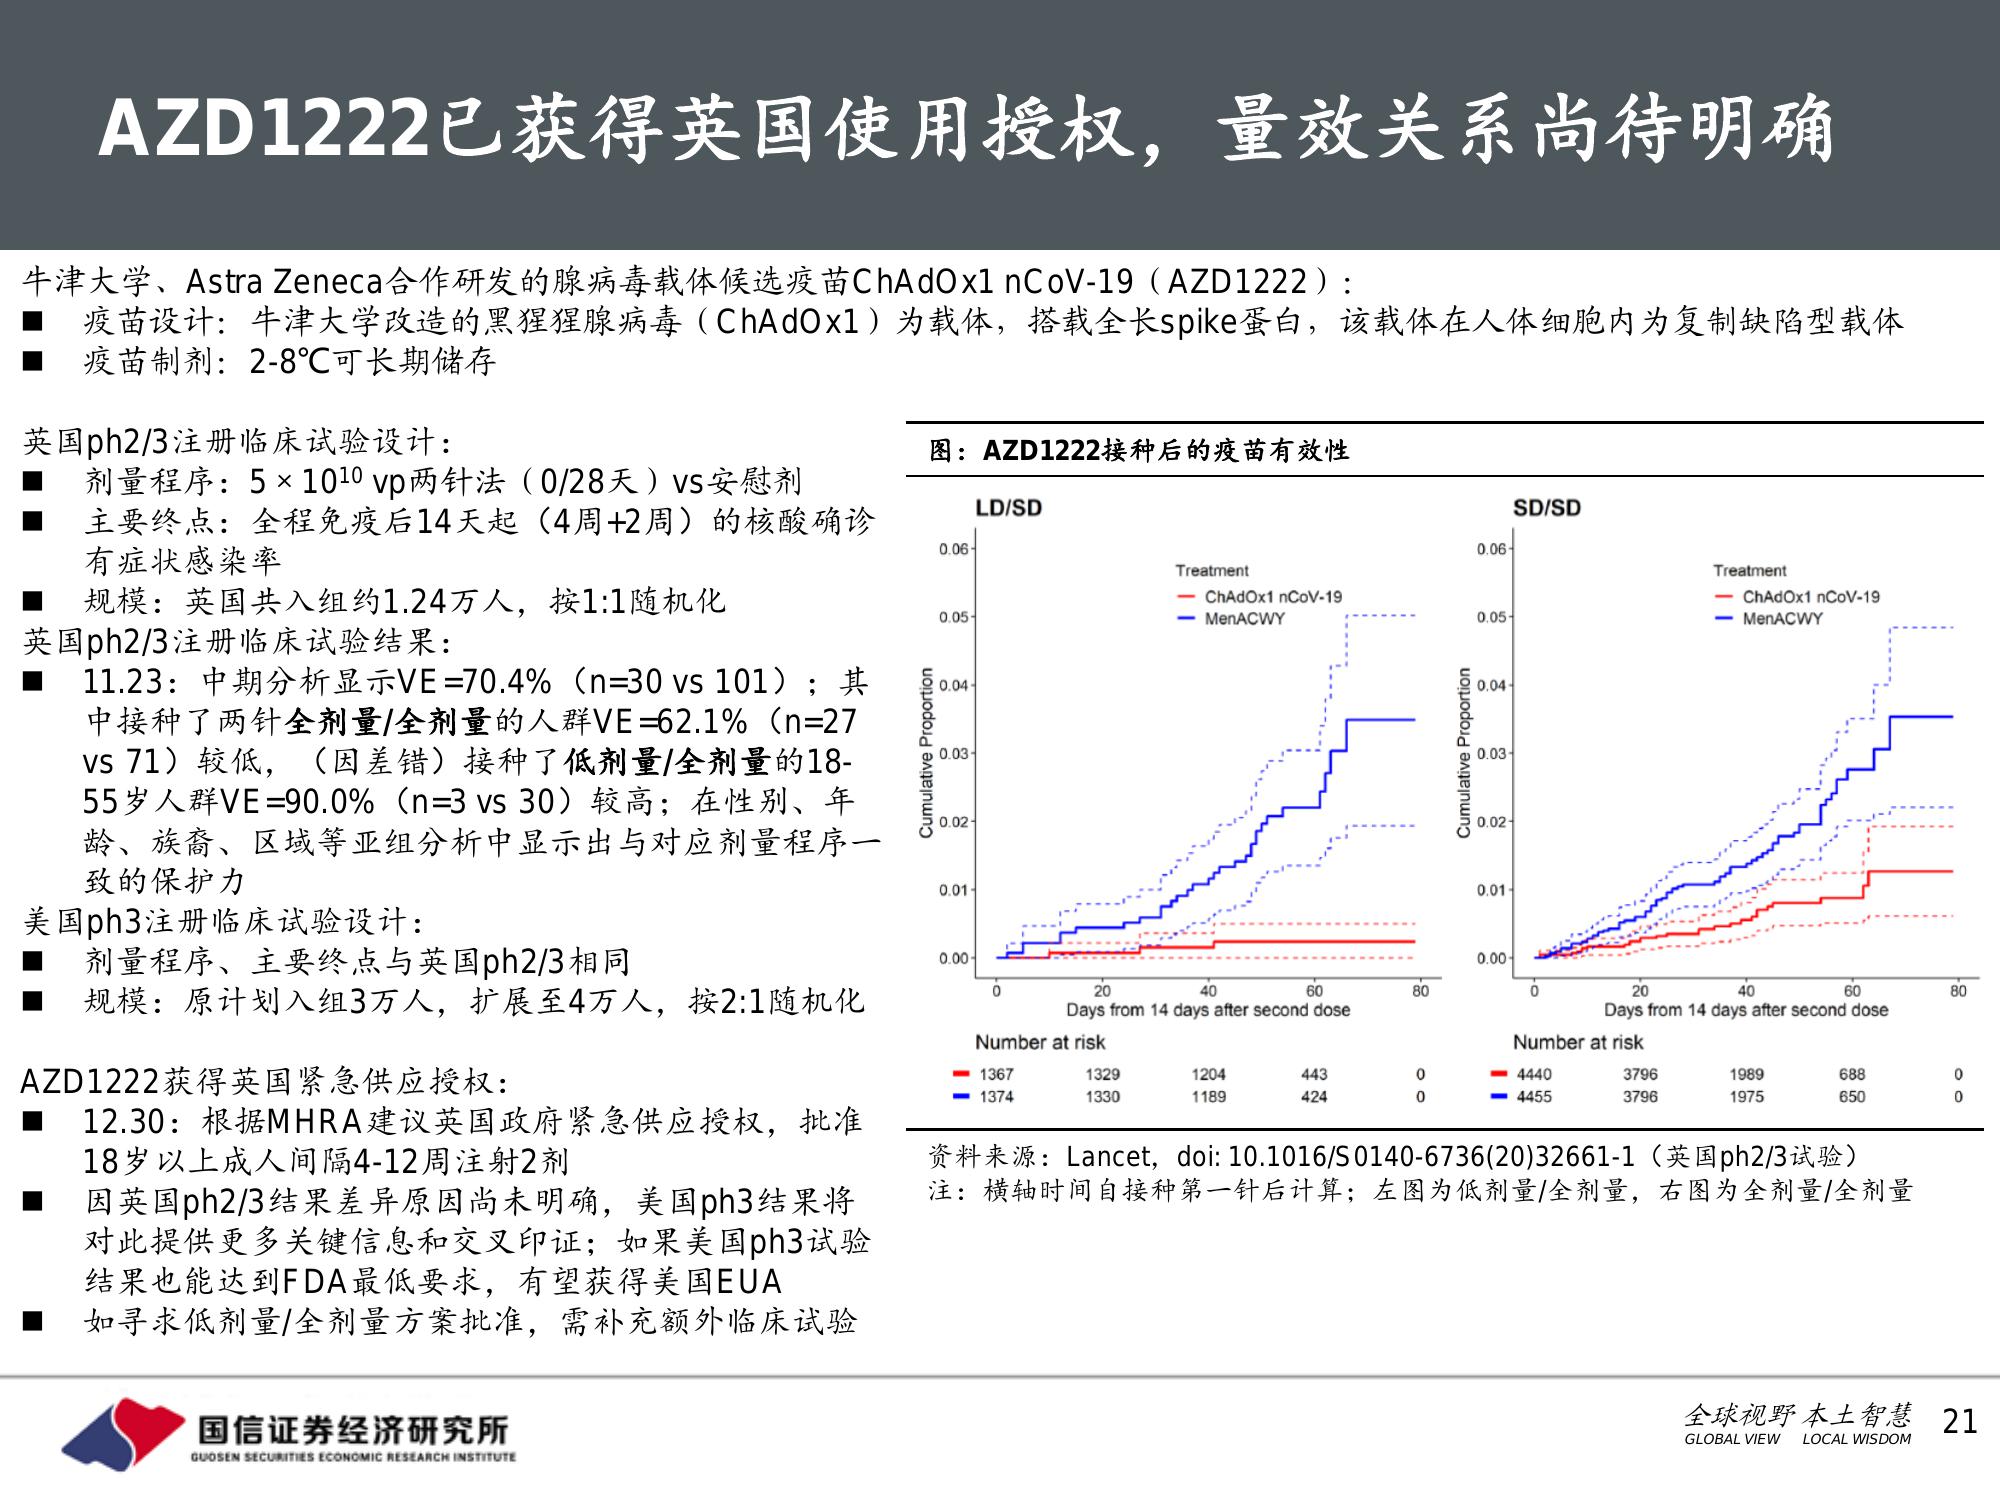 AZD1222已获得英国使用授权，量效关系尚待明确
牛津大学、Astra Zeneca合作研发的腺病毒载体候选疫苗ChAdOx1 nCoV-19（AZD1222）：
■ 疫苗设计：牛津大学改造的黑猩猩腺病毒（ChAdOx1）为载体，搭载全长spike蛋白，该载体在人体细胞内为复制缺陷型载体
■ 疫苗制剂：2-8℃可长期储存
英国ph2/3注册临床试验设计：
■ 剂量程序：5 × 10¹⁰ vp两针法（0/28天）vs安慰剂
■ 主要终点：全程免疫后14天起（4周+2周）的核酸确诊
有症状感染率
■ 规模：英国共入组约1.24万人，按1:1随机化
英国ph2/3注册临床试验结果：
■ 11.23：中期分析显示VE=70.4%（n=30 vs 101）；其
中接种了两针全剂量/全剂量的人群VE=62.1%（n=27
vs 71）较低，（因差错）接种了低剂量/全剂量的18-
55岁人群VE=90.0%（n=3 vs 30）较高；在性别、年
龄、族裔、区域等亚组分析中显示出与对应剂量程序一
致的保护力
美国ph3注册临床试验设计：
■ 剂量程序、主要终点与英国ph2/3相同
■ 规模：原计划入组3万人，扩展至4万人，按2:1随机化
AZD1222获得英国紧急供应授权：
■ 12.30：根据MHRA建议英国政府紧急供应授权，批准
18岁以上成人间隔4-12周注射2剂
■ 因英国ph2/3结果差异原因尚未明确，美国ph3结果将
对此提供更多关键信息和交叉印证；如果美国ph3试验
结果也能达到FDA最低要求，有望获得美国EUA
■ 如寻求低剂量/全剂量方案批准，需补充额外临床试验
图：AZD1222接种后的疫苗有效性
LD/SD
Cumulative Proportion
0.06
0.05
0.04
0.03
0.02
0.01
0.00
Treatment
ChAdOx1 nCoV-19
MenACWY
0 20 40 60 80
Days from 14 days after second dose
Number at risk
1367 1329 1204 443 0
1374 1330 1189 424 0
SD/SD
Cumulative Proportion
0.06
0.05
0.04
0.03
0.02
0.01
0.00
Treatment
ChAdOx1 nCoV-19
MenACWY
0 20 40 60 80
Days from 14 days after second dose
Number at risk
4440 3796 1989 688 0
4455 3796 1975 650 0
资料来源：Lancet，doi: 10.1016/S0140-6736(20)32661-1（英国ph2/3试验）
注：横轴时间自接种第一针后计算；左图为低剂量/全剂量，右图为全剂量/全剂量
国信证券经济研究所
GUOSEN SECURITIES ECONOMIC RESEARCH INSTITUTE
全球视野 本土智慧
GLOBAL VIEW LOCAL WISDOM
21